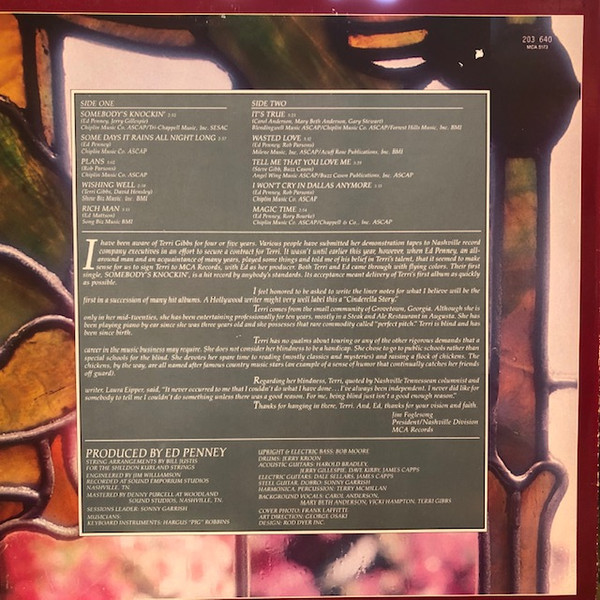 203 640
MCA 5173
SIDE ONE
SOMEBODY'S KNOCKIN'
(Ed Penney, Jerry Gillespie)
Chiplin Music Co. ASCAP/Tri-Chappell Music, Inc. SESAC
SOME DAYS IT RAINS ALL NIGHT LONG
(Ed Penney)
Chiplin Music Co. ASCAP
PLANS
(Rob Parsons)
Chiplin Music Co. ASCAP
WISHING WELL
(Terri Gibbs, David Hensley)
Show Biz Music Inc. BMI
RICH MAN
(Ed Mattson)
Song Biz Music BMI
SIDE TWO
IT'S TRUE
(Carol Anderson, Mary Beth Anderson, Gary Stewart)
Blendingwell Music ASCAP/Chiplin Music Co. ASCAP/Forrest Hills Music, Inc. BMI
WASTED LOVE
(Ed Penney, Rob Parsons)
Milene Music, Inc. ASCAP/Acuff Rose Publications, Inc. BMI
TELL ME THAT YOU LOVE ME
(Steve Gibb, Buzz Cason)
Angel Wing Music ASCAP/Buzz Cason Publications, Inc. ASCAP
I WON'T CRY IN DALLAS ANYMORE
(Ed Penney, Rob Parsons)
Chiplin Music Co. ASCAP
MAGIC TIME
(Ed Penney, Rory Bourke)
Chiplin Music Co. ASCAP/Chappell & Co., Inc. ASCAP
I have been aware of Terri Gibbs for four or five years. Various people have submitted her demonstration tapes to Nashville record
company executives in an effort to secure a contract for Terri. It wasn't until earlier this year, however, when Ed Penney, an all-
around man and an acquaintance of many years, played some things and told me of his belief in Terri's talent, that it seemed to make
sense for us to sign Terri to MCA Records, with Ed as her producer. Both Terri and Ed came through with flying colors. Their first
single, SOMEBODY'S KNOCKIN', is a hit record by anybody's standards. Its acceptance meant delivery of Terri's first album as quickly
as possible.
I feel honored to be asked to write the liner notes for what I believe will be the
first in a succession of many hit albums. A Hollywood writer might very well label this a "Cinderella Story."
Terri comes from the small community of Grovetown, Georgia. Although she is
only in her mid-twenties, she has been entertaining professionally for ten years, mostly in a Steak and Ale Restaurant in Augusta. She has
been playing piano by ear since she was three years old and she possesses that rare commodity called "perfect pitch." Terri is blind and has
been since birth.
Terri has no qualms about touring or any of the other rigorous demands that a
career in the music business may require. She does not consider her blindness to be a handicap. She chose to go to public schools rather than
special schools for the blind. She devotes her spare time to reading (mostly classics and mysteries) and raising a flock of chickens. The
chickens, by the way, are all named after famous country music stars (an example of a sense of humor that continually catches her friends
off guard).
Regarding her blindness, Terri, quoted by Nashville Tennessean columnist and
writer, Laura Eipper, said, "It never occurred to me that I couldn't do what I have done... I've always been independent. I never did like for
somebody to tell me I couldn't do something unless there was a good reason. For me, being blind just isn't a good enough reason."
Thanks for hanging in there, Terri. And, Ed, thanks for your vision and faith.
Jim Foglesong
President/Nashville Division
MCA Records
PRODUCED BY ED PENNEY
STRING ARRANGEMENTS BY BILL JUSTIS
FOR THE SHELDON KURLAND STRINGS
ENGINEERED BY JIM WILLIAMSON
RECORDED AT SOUND EMPORIUM STUDIOS
NASHVILLE, TN.
MASTERED BY DENNY PURCELL AT WOODLAND
SOUND STUDIOS, NASHVILLE, TN.
SESSIONS LEADER: SONNY GARRISH
MUSICIANS:
KEYBOARD INSTRUMENTS: HARGUS "PIG" ROBBINS
UPRIGHT & ELECTRIC BASS: BOB MOORE
DRUMS: JERRY KROON
ACOUSTIC GUITARS: HAROLD BRADLEY,
JERRY GILLESPIE, DAVE KIRBY, JAMES CAPPS
ELECTRIC GUITARS: DALE SELLARS, JAMES CAPPS
STEEL GUITAR, DOBRO: SONNY GARRISH
HARMONICA, PERCUSSION: TERRY MCMILLAN
BACKGROUND VOCALS: CAROL ANDERSON,
MARY BETH ANDERSON, VICKI HAMPTON, TERRI GIBBS
COVER PHOTO: FRANK LAFFITTE
ART DIRECTION: GEORGE OSAKI
DESIGN: ROD DYER INC.